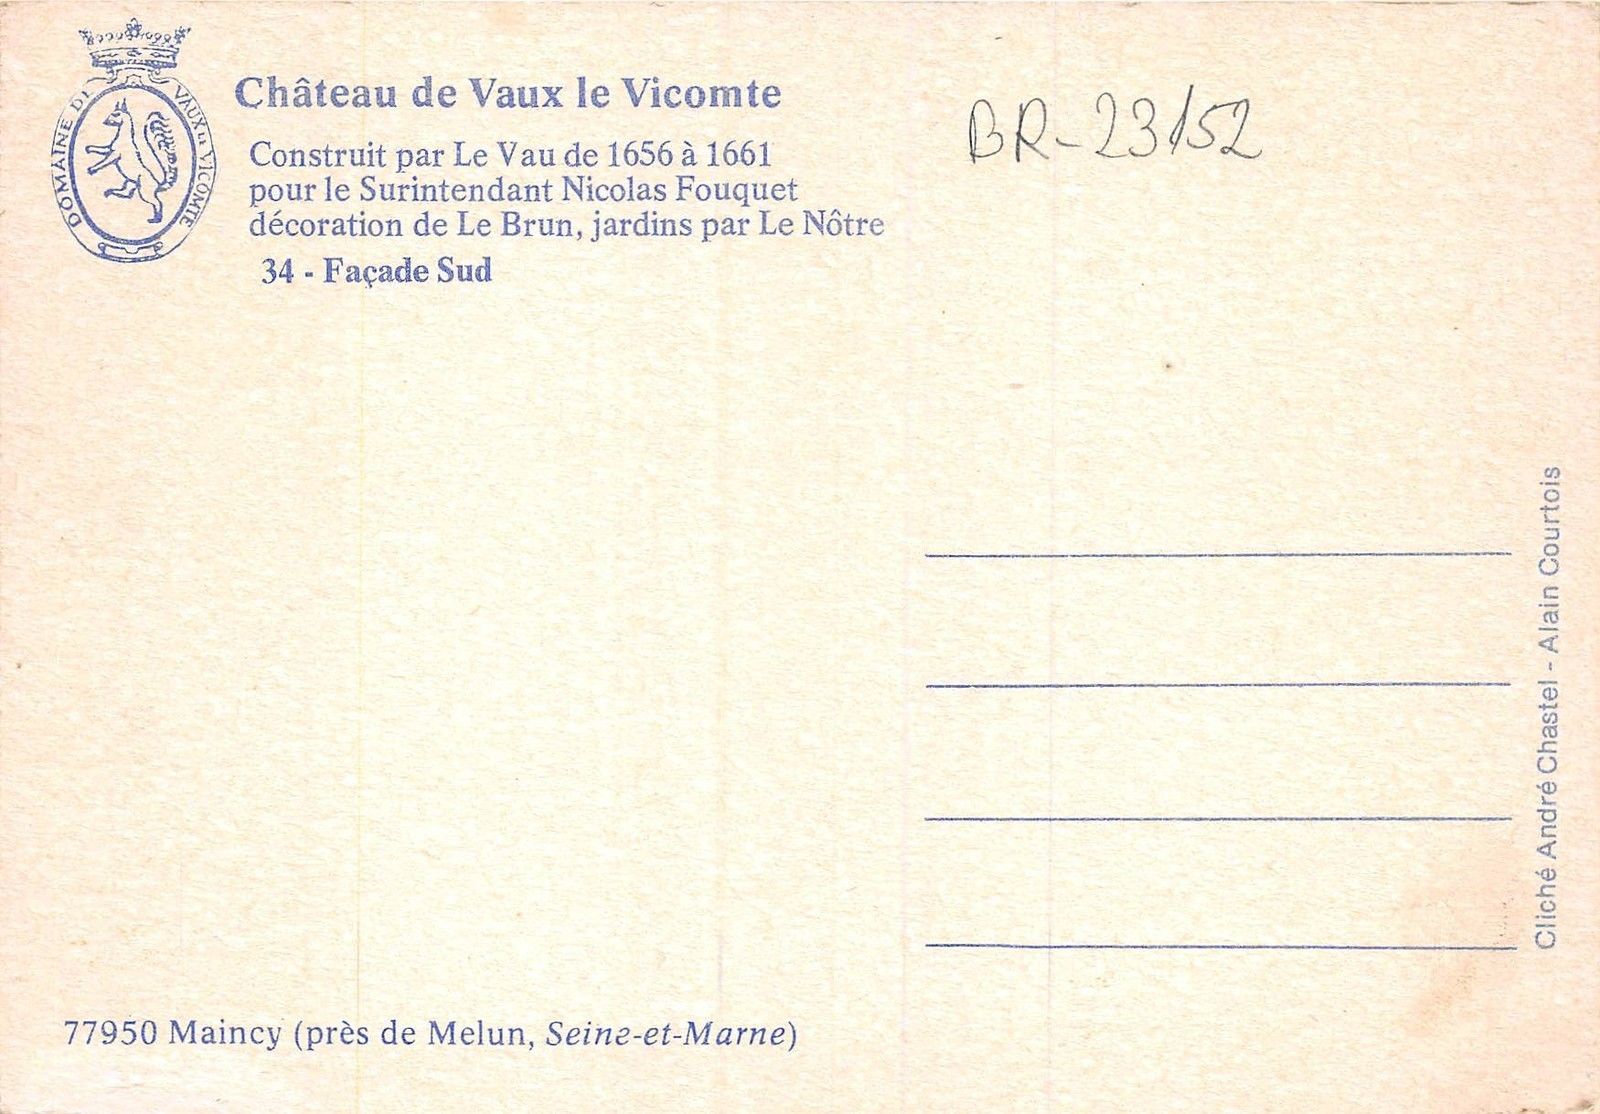 DOMAINE DE VAUX LE VICOMTE
Château de Vaux le Vicomte
Construit par Le Vau de 1656 à 1661
pour le Surintendant Nicolas Fouquet
décoration de Le Brun, jardins par Le Nôtre
34 - Façade Sud
BR-23/52
Cliché André Chastel - Alain Courtois
77950 Maincy (près de Melun, Seine-et-Marne)